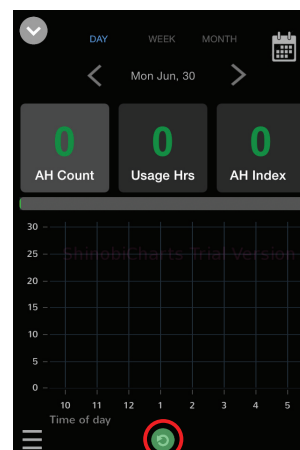 DAY WEEK MONTH
Mon Jun, 30
0 0 0
AH Count Usage Hrs AH Index
30
25
ShinobiCharts Trial Version
20
15
10
5
0
10 11 12 1 2 3 4 5
Time of day